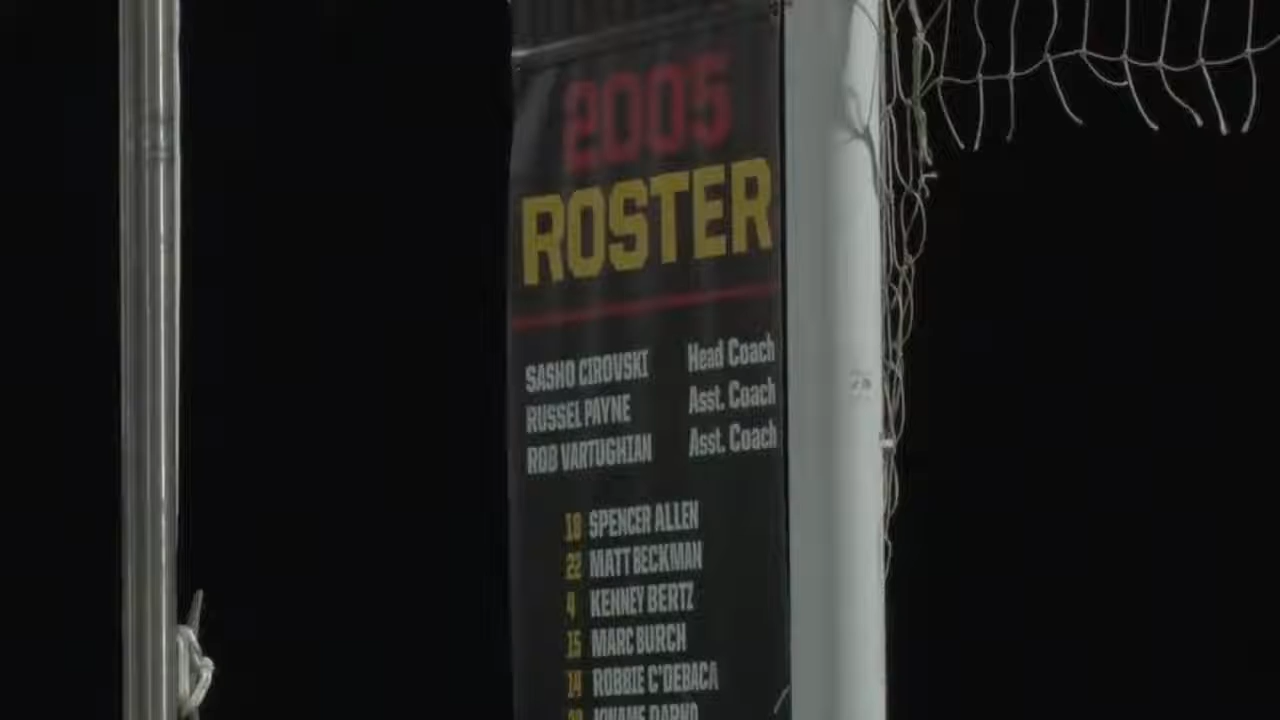 2005
ROSTER
SASHO CIROVSKI Head Coach
RUSSEL PAYNE Asst. Coach
ROB VARTUGHIAN Asst. Coach
18 SPENCER ALLEN
22 MATT BECKMAN
4 KENNEY BERTZ
15 MARC BURCH
14 ROBBIE C'DEBACA